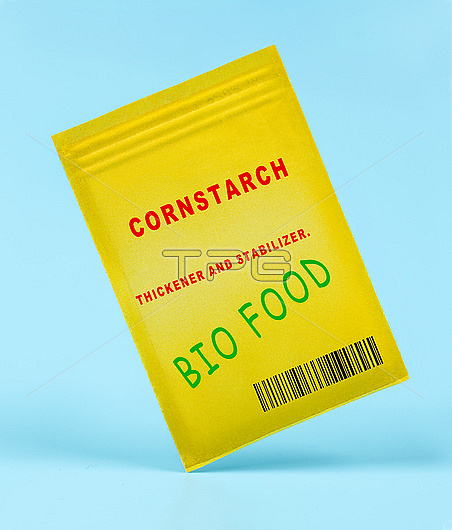 CORNSTARCH
THICKENER AND STABILIZER.
TPG
BIO FOOD